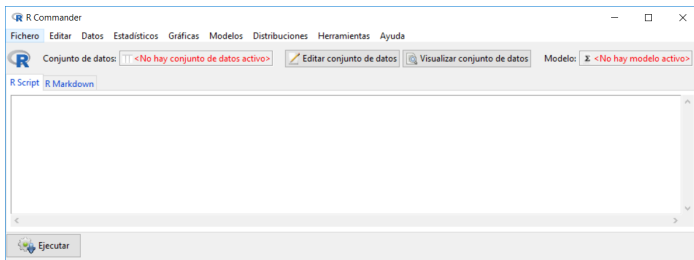 R Commander
Fichero Editar Datos Estadísticos Gráficas Modelos Distribuciones Herramientas Ayuda
R Conjunto de datos: <No hay conjunto de datos activo> Editar conjunto de datos Visualizar conjunto de datos Modelo: Σ <No hay modelo activo>
R Script R Markdown
Ejecutar